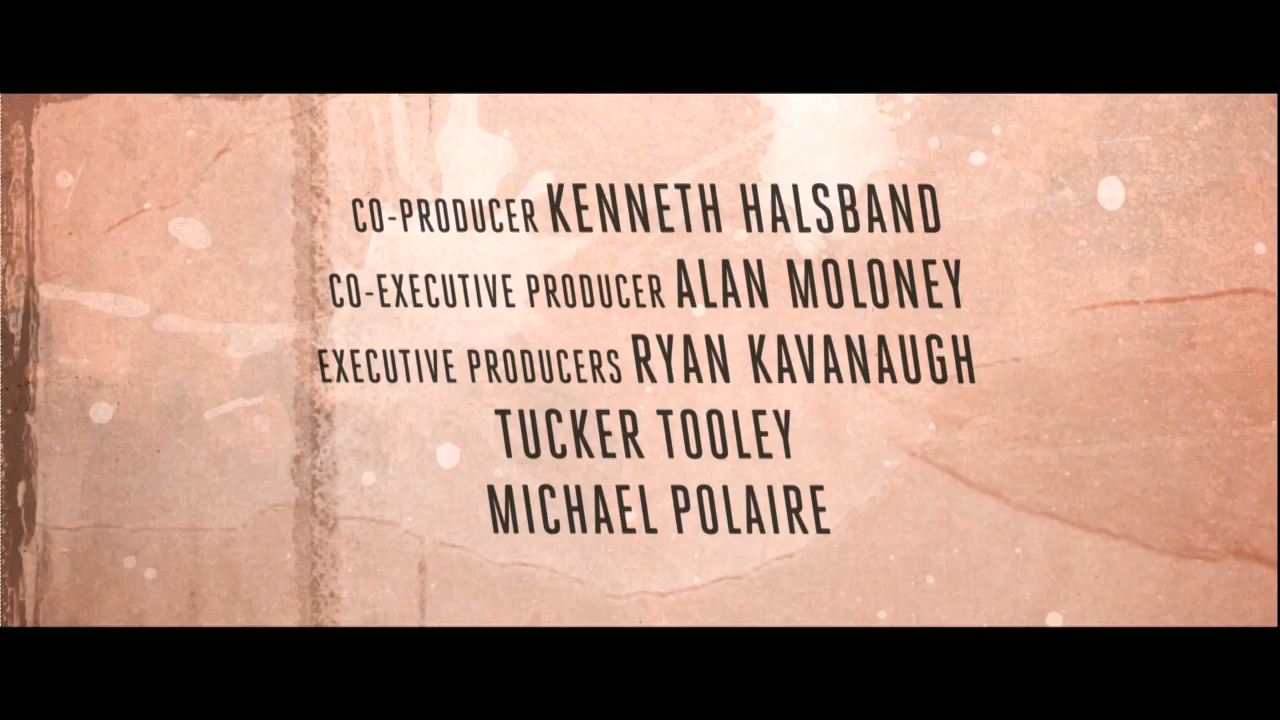 CO-PRODUCER KENNETH HALSBAND
CO-EXECUTIVE PRODUCER ALAN MOLONEY
EXECUTIVE PRODUCERS RYAN KAVANAUGH
TUCKER TOOLEY
MICHAEL POLAIRE